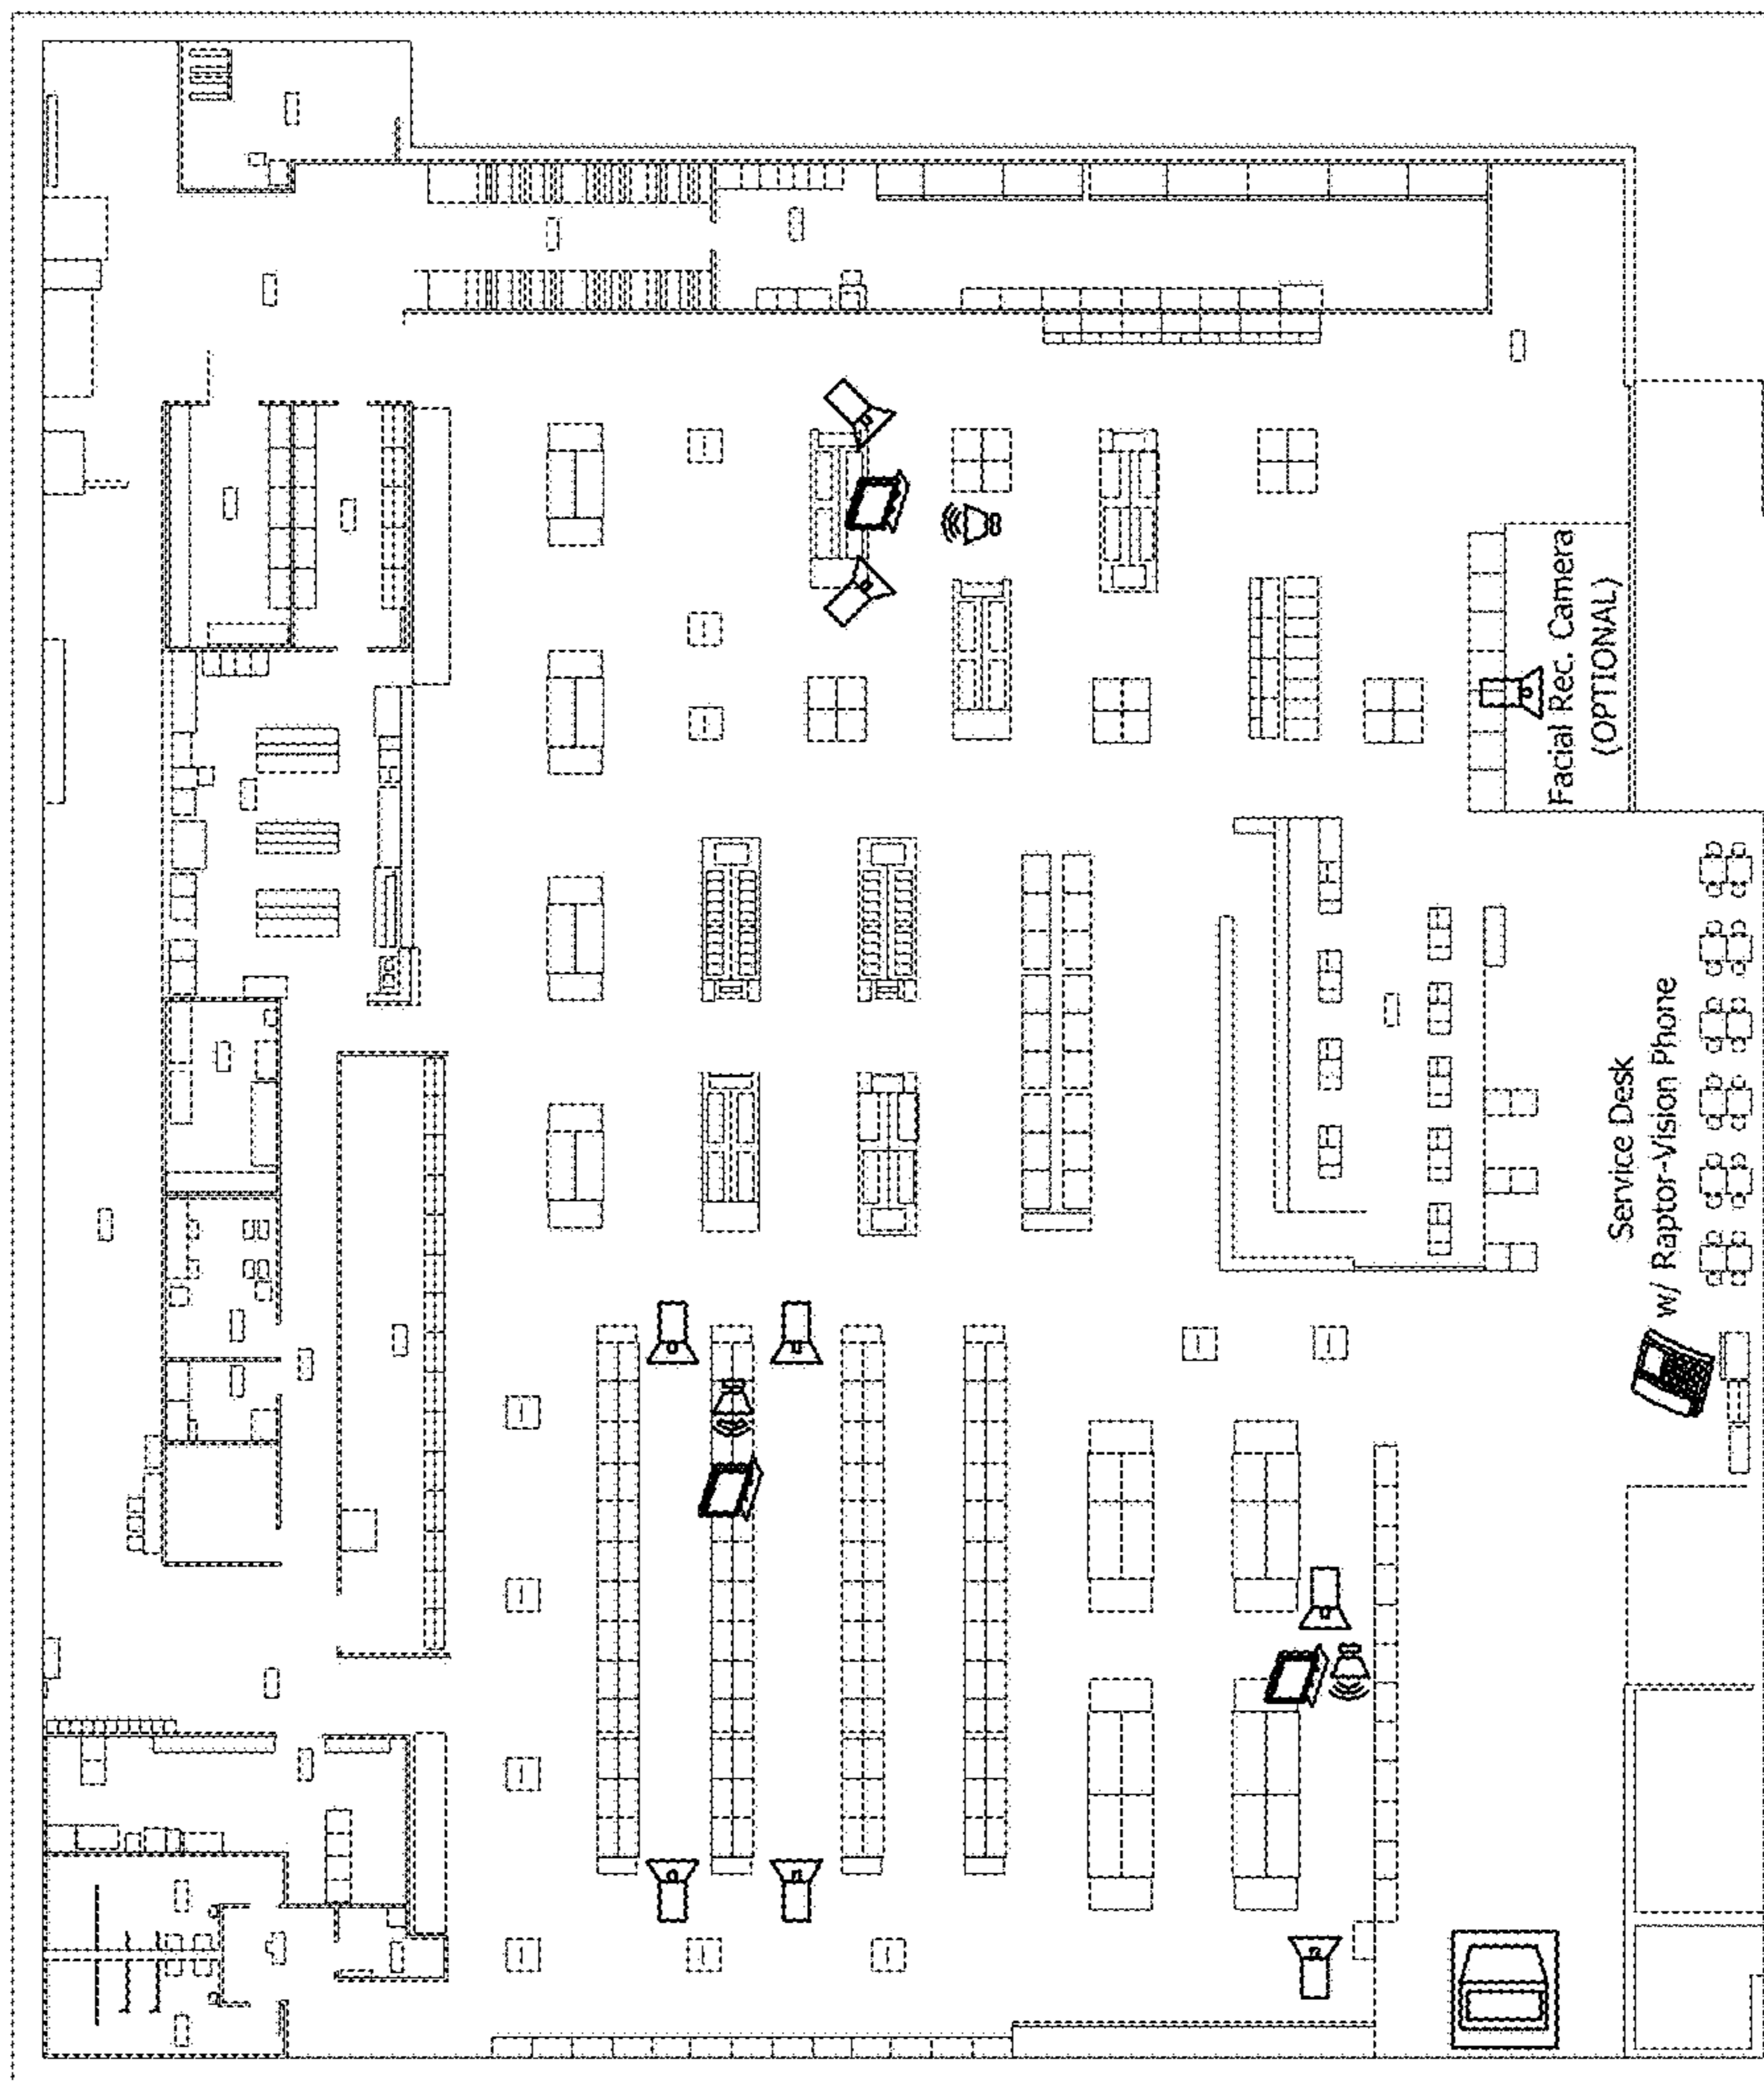 Facial Rec. Camera
(OPTIONAL)
Service Desk
w/ Raptor-Vision Phone